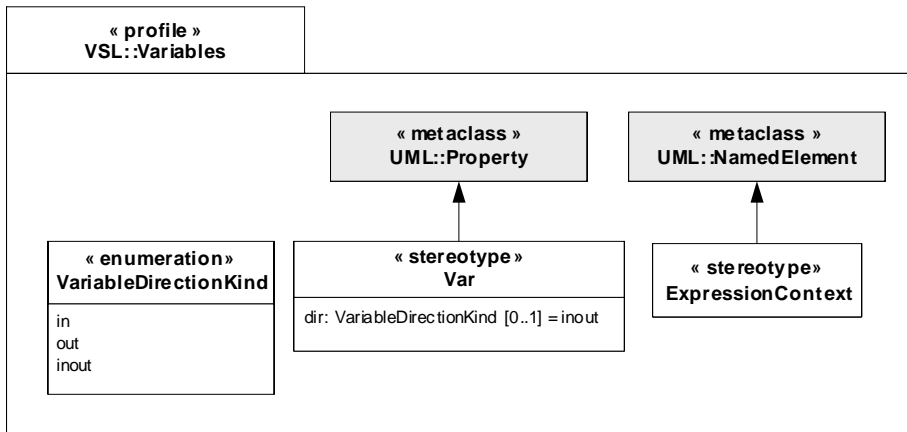 « profile »
VSL::Variables
« metaclass »
UML::Property
« metaclass »
UML::NamedElement
« enumeration»
VariableDirectionKind
in
out
inout
« stereotype»
Var
dir: VariableDirectionKind [0..1] = inout
« stereotype»
ExpressionContext